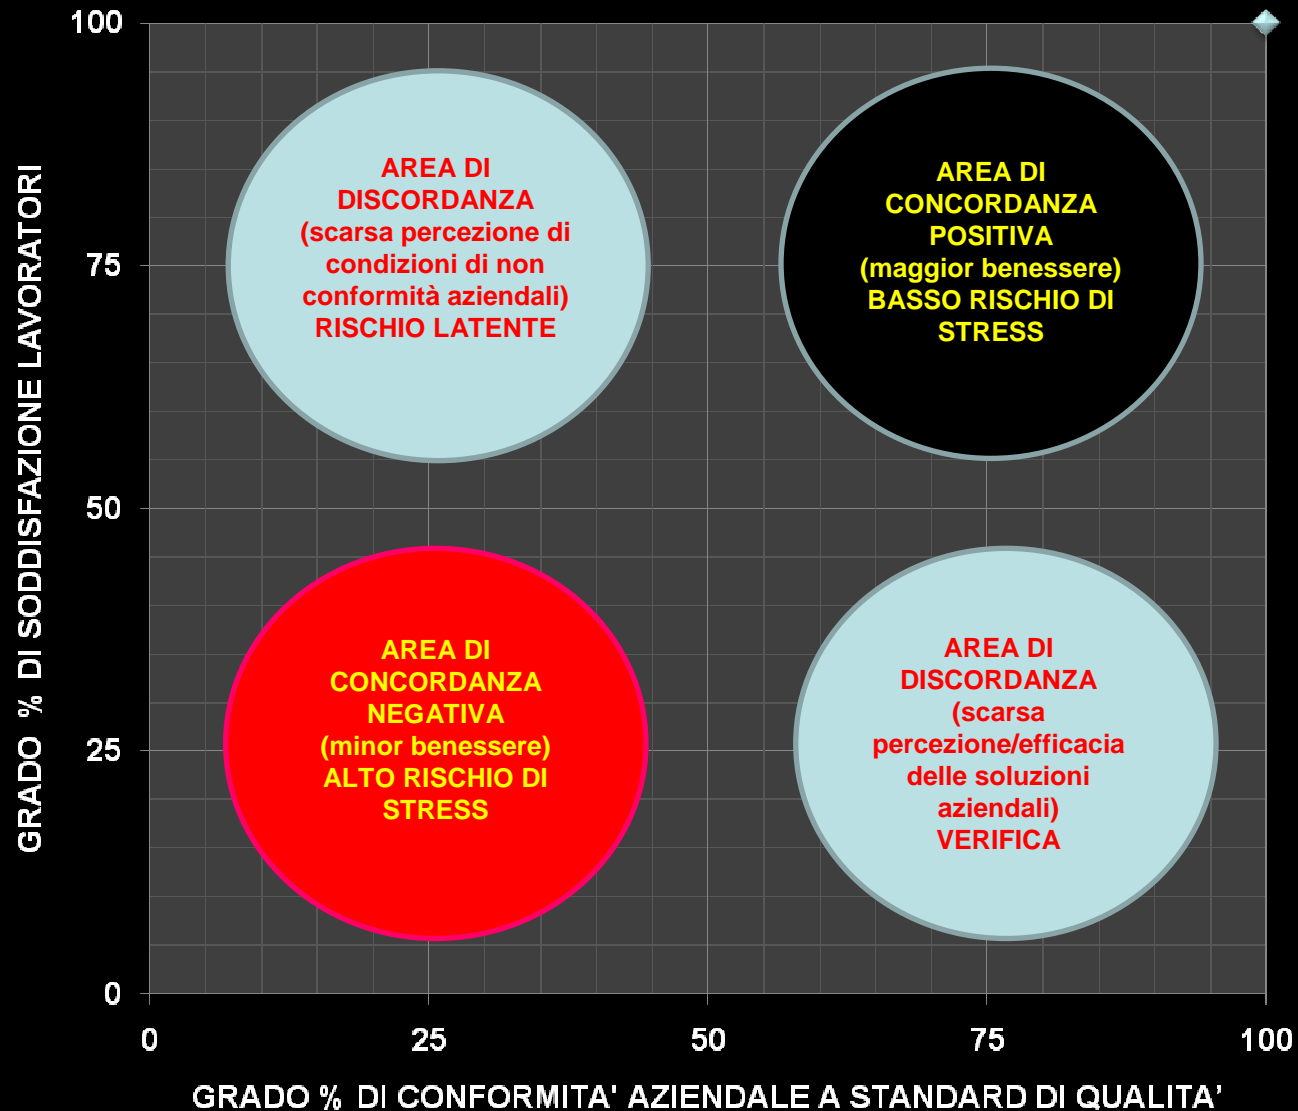 100
AREA DI
DISCORDANZA
(scarsa percezione di
condizioni di non
conformità aziendali)
RISCHIO LATENTE
AREA DI
CONCORDANZA
POSITIVA
(maggior benessere)
BASSO RISCHIO DI
STRESS
GRADO % DI SODDISFAZIONE LAVORATORI
75
50
AREA DI
CONCORDANZA
NEGATIVA
(minor benessere)
ALTO RISCHIO DI
STRESS
AREA DI
DISCORDANZA
(scarsa
percezione/efficacia
delle soluzioni
aziendali)
VERIFICA
25
0
0 25 50 75 100
GRADO % DI CONFORMITA' AZIENDALE A STANDARD DI QUALITA’